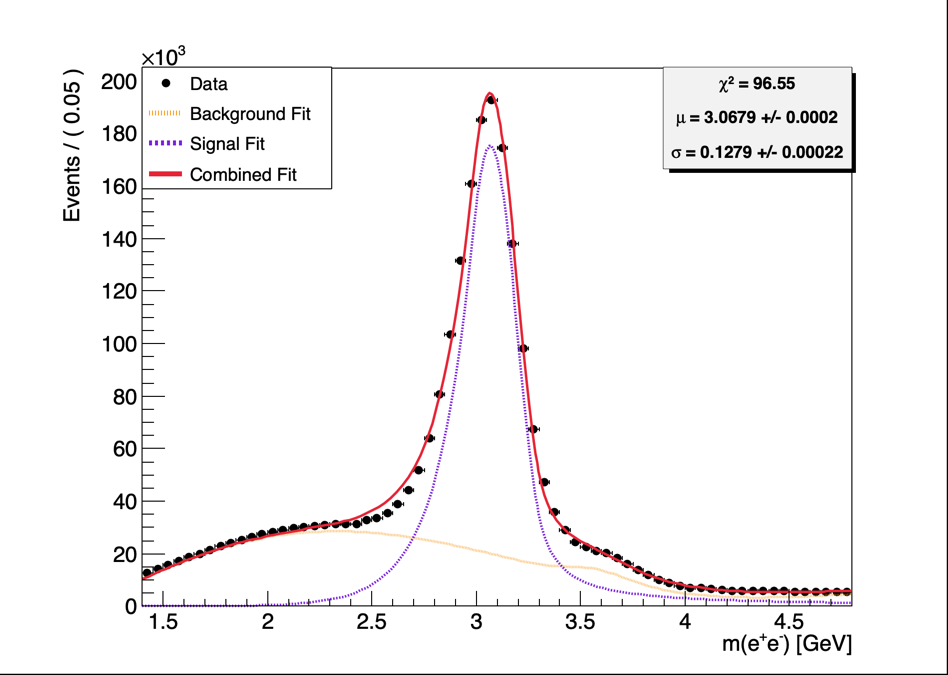 ×10³
Events / ( 0.05 )
200
180
160
140
120
100
80
60
40
20
0
Data
Background Fit
Signal Fit
Combined Fit
χ² = 96.55
μ = 3.0679 +/- 0.0002
σ = 0.1279 +/- 0.00022
1.5 2 2.5 3 3.5 4 4.5
m(e⁺e⁻) [GeV]